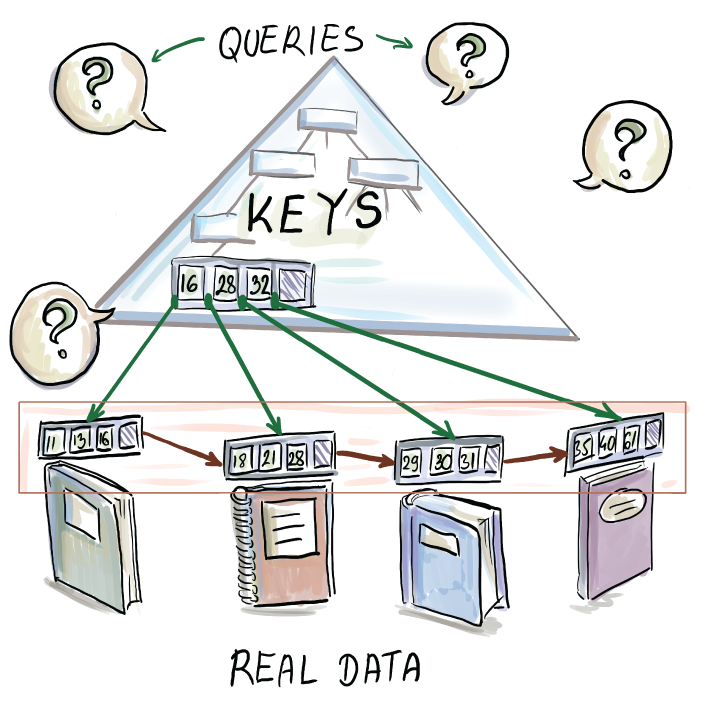 QUERIES
?
?
?
KEYS
16 28 32
?
11 13 16
18 21 28
29 30 31
35 40 61
REAL DATA